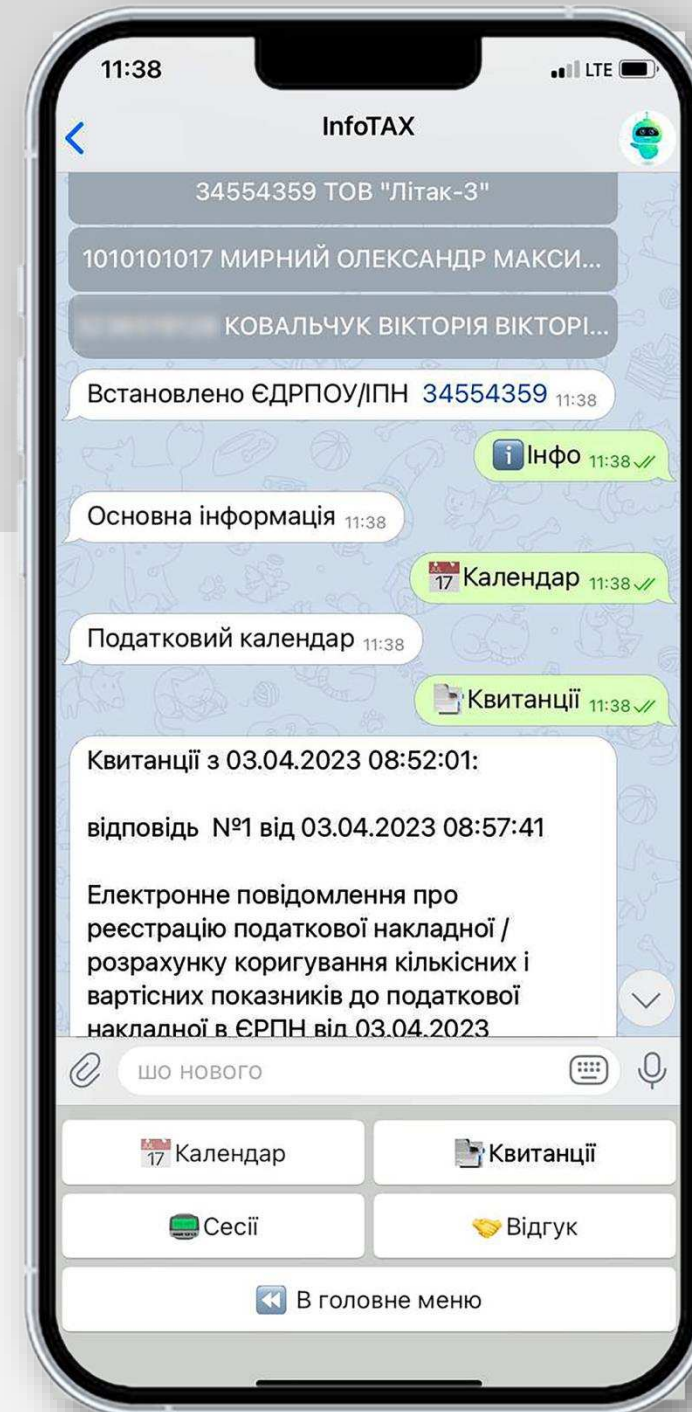 11:38
LTE
InfoTAX
34554359 ТОВ "Літак-3"
1010101017 МИРНИЙ ОЛЕКСАНДР МАКСИ...
КОВАЛЬЧУК ВІКТОРІЯ ВІКТОРІ...
Встановлено ЄДРПОУ/ІПН 34554359 11:38
Інфо 11:38
Основна інформація 11:38
17 Календар 11:38
Податковий календар 11:38
Квитанції 11:38
Квитанції з 03.04.2023 08:52:01:
відповідь №1 від 03.04.2023 08:57:41
Електронне повідомлення про
реєстрацію податкової накладної /
розрахунку коригування кількісних і
вартісних показників до податкової
накладної в ЄРПН від 03.04.2023
шо нового
17 Календар
Квитанції
Сесії
Відгук
В головне меню